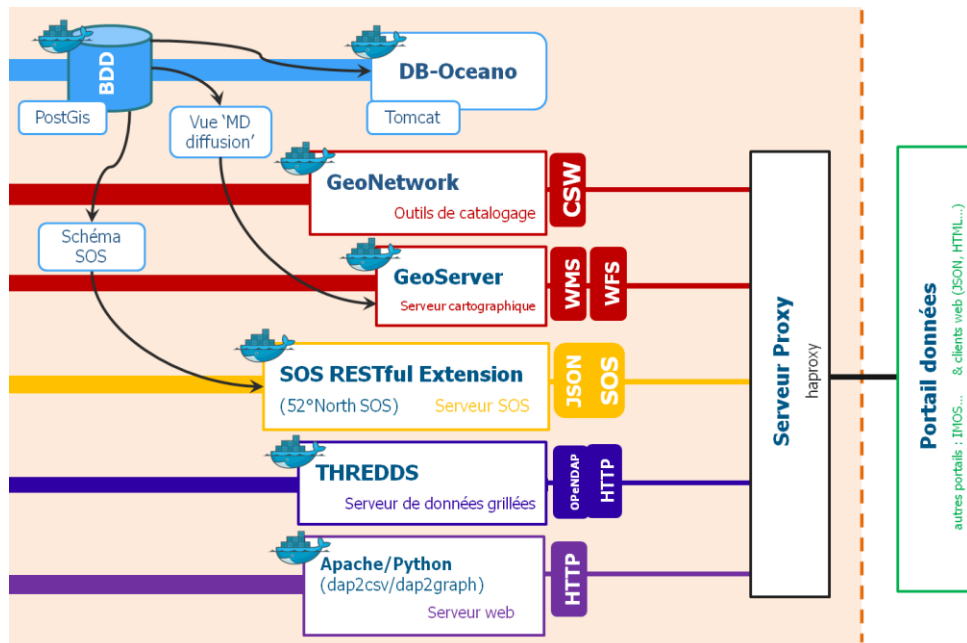 BDD
PostGis
DB-Oceano
Tomcat
Vue ‘MD
diffusion’
Schéma
SOS
GeoNetwork
Outils de catalogage
CSW
GeoServer
Serveur cartographique
WMS
WFS
SOS RESTful Extension
(52°North SOS)
Serveur SOS
JSON
SOS
THREDDS
Serveur de données grillées
OPeNDAP
HTTP
Apache/Python
(dap2csv/dap2graph)
Serveur web
HTTP
Serveur Proxy
haproxy
Portail données
autres portails : IMOS... & clients web (JSON, HTML...)